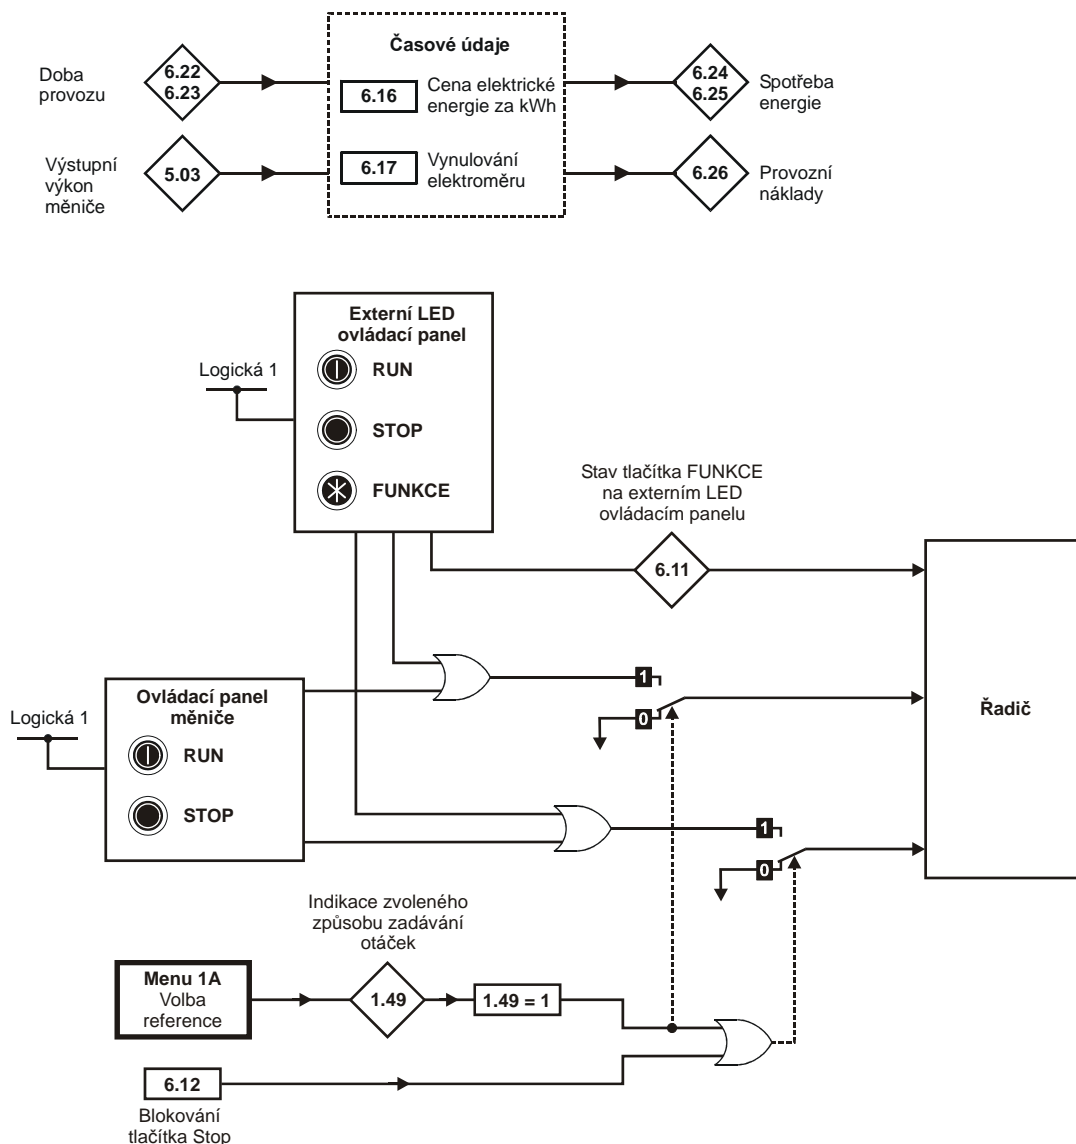 Časové údaje
Doba
provozu
6.22
6.23
6.16
Cena elektrické
energie za kWh
6.24
6.25
Spotřeba
energie
Výstupní
výkon
měniče
5.03
6.17
Vynulování
elektroměru
6.26
Provozní
náklady
Externí LED
ovládací panel
Logická 1
RUN
STOP
FUNKCE
Stav tlačítka FUNKCE
na externím LED
ovládacím panelu
6.11
Řadič
1
0
Ovládací panel
měniče
Logická 1
RUN
STOP
1
0
Indikace zvoleného
způsobu zadávání
otáček
Menu 1A
Volba
reference
1.49
1.49 = 1
6.12
Blokování
tlačítka Stop